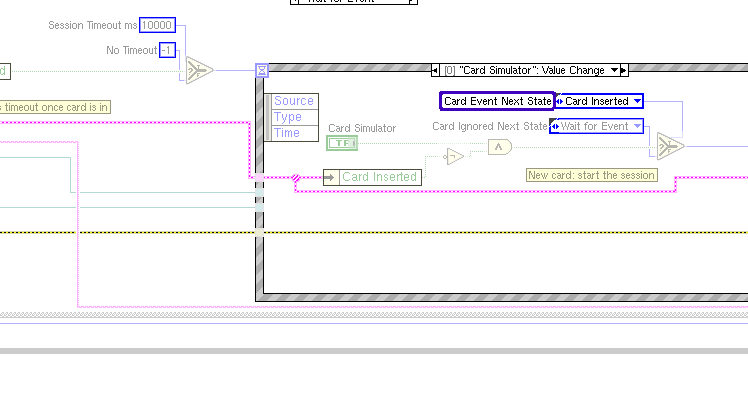 Wait for Event
Session Timeout ms 10000
No Timeout -1
[0] "Card Simulator": Value Change
s timeout once card is in
Source
Type
Time
Card Event Next State Card Inserted
Card Simulator
TF
Card Ignored Next State Wait for Event
Card Inserted
New card: start the session